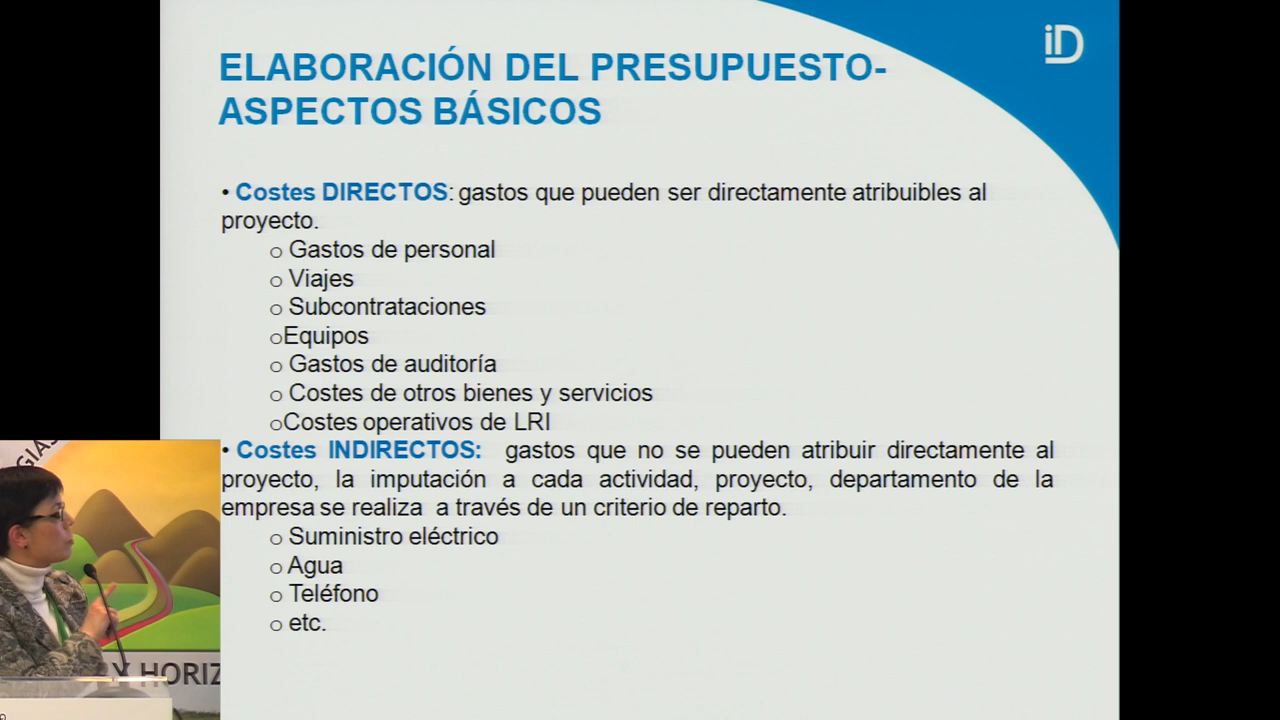 iD
ELABORACIÓN DEL PRESUPUESTO-
ASPECTOS BÁSICOS
• Costes DIRECTOS: gastos que pueden ser directamente atribuibles al
proyecto.
o Gastos de personal
o Viajes
o Subcontrataciones
oEquipos
o Gastos de auditoría
o Costes de otros bienes y servicios
oCostes operativos de LRI
• Costes INDIRECTOS: gastos que no se pueden atribuir directamente al
proyecto, la imputación a cada actividad, proyecto, departamento de la
empresa se realiza a través de un criterio de reparto.
o Suministro eléctrico
o Agua
o Teléfono
o etc.
Y HORIZ